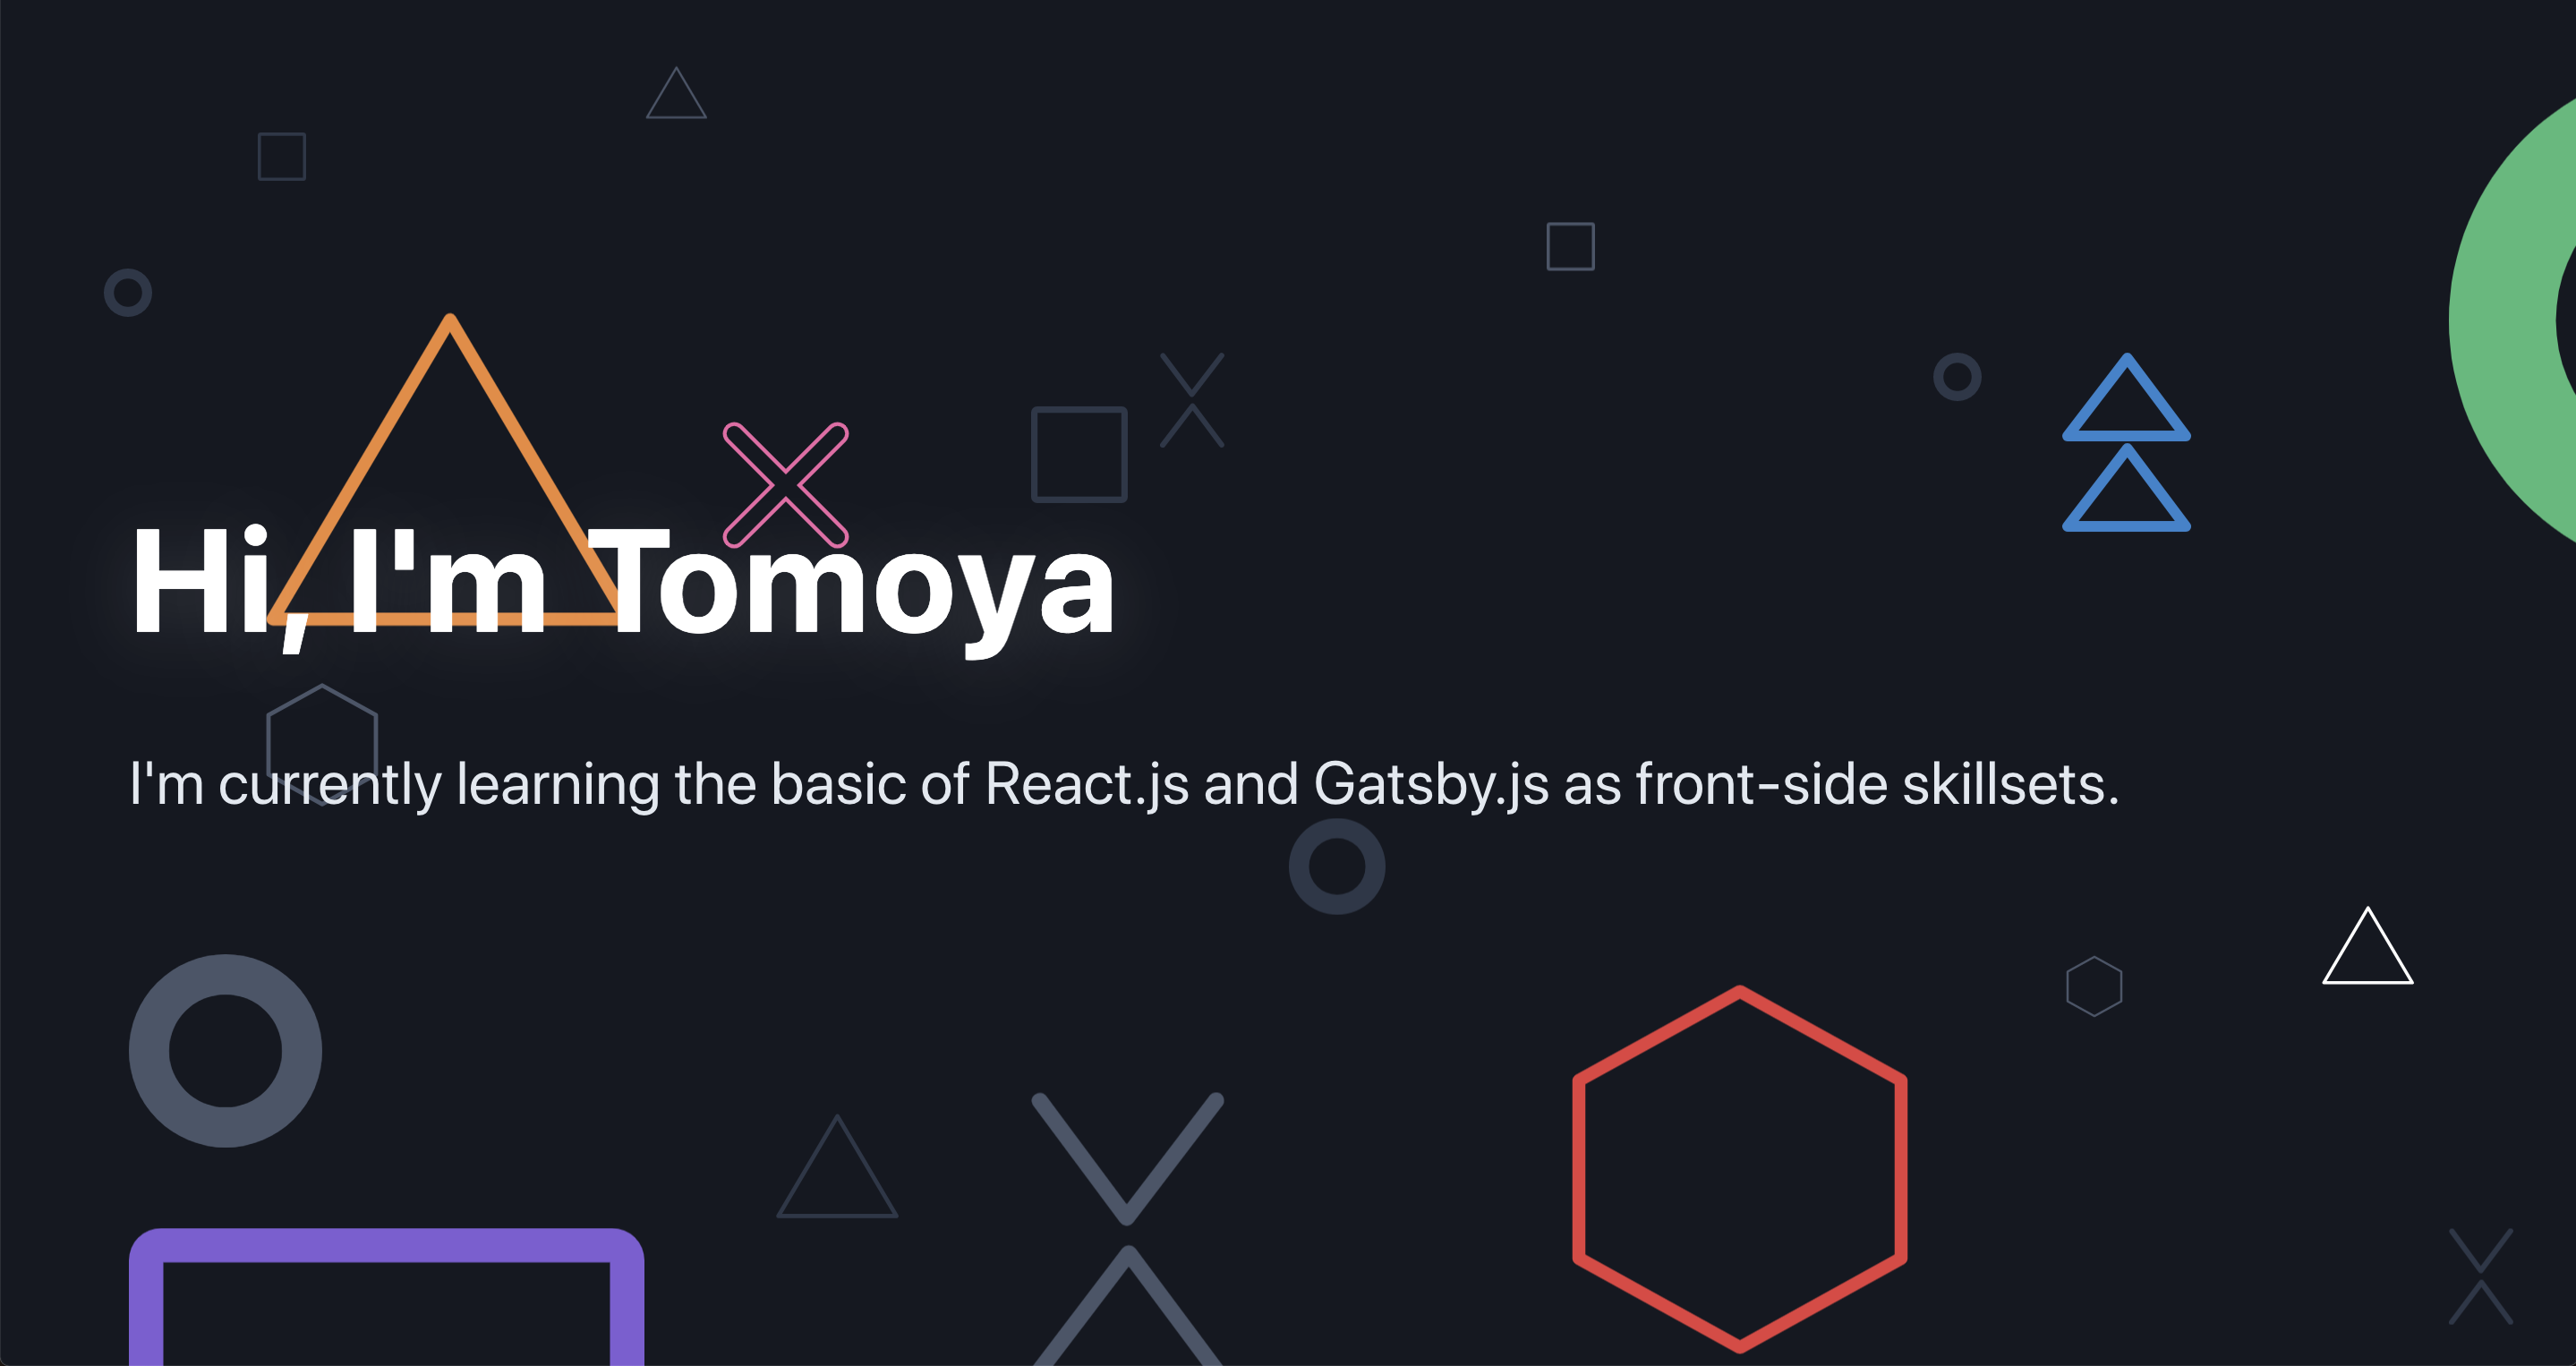 Hi, I'm Tomoya
I'm currently learning the basic of React.js and Gatsby.js as front-side skillsets.